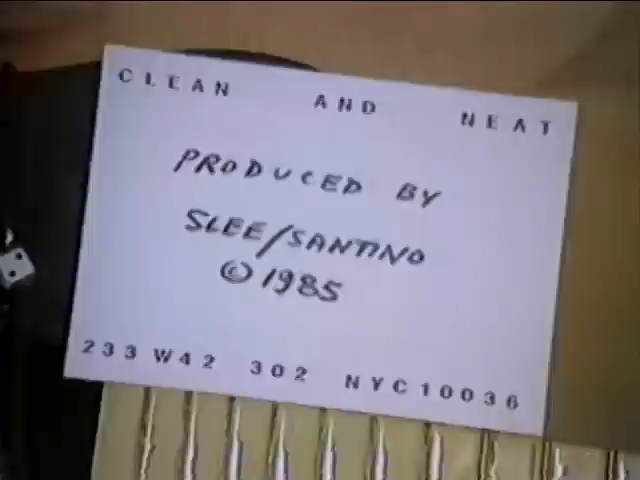 CLEAN AND NEAT
PRODUCED BY
SLEE/SANTINO
© 1985
233 W42 302 NYC10036